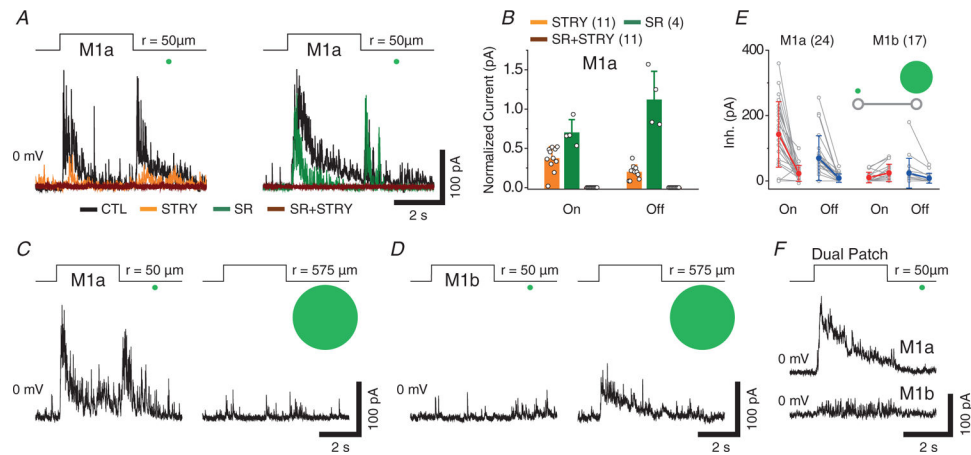 A
r = 50µm
M1a
0 mV
r = 50µm
M1a
100 pA
2 s
CTL STRY SR SR+STRY
B
STRY (11) SR (4)
SR+STRY (11)
M1a
Normalized Current (pA)
1.5
1.0
0.5
0.0
On Off
E
M1a (24) M1b (17)
Inh. (pA)
400
200
0
On Off On Off
C
r = 50 µm
M1a
0 mV
r = 575 µm
100 pA
2 s
D
r = 50 µm
M1b
0 mV
r = 575 µm
100 pA
2 s
F
Dual Patch
r = 50µm
0 mV
M1a
0 mV
M1b
100 pA
2 s